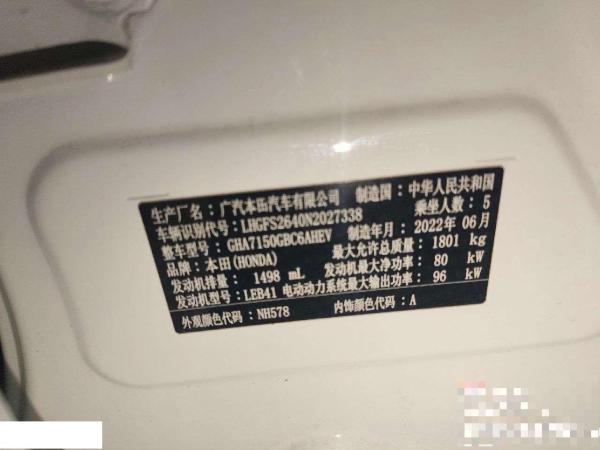 生产厂名：广汽本田汽车有限公司 制造国：中华人民共和国
车辆识别代号：LHGFS2640N2027338 乘坐人数：5
整车型号：GHA7150GBC6AHEV 制造年月：2022年06月
品牌：本田(HONDA) 最大允许总质量：1801 kg
发动机排量：1498 mL 发动机最大净功率：80 kW
发动机型号：LEB41 电动动力系统最大输出功率：96 kW
外观颜色代码：NH578 内饰颜色代码：A